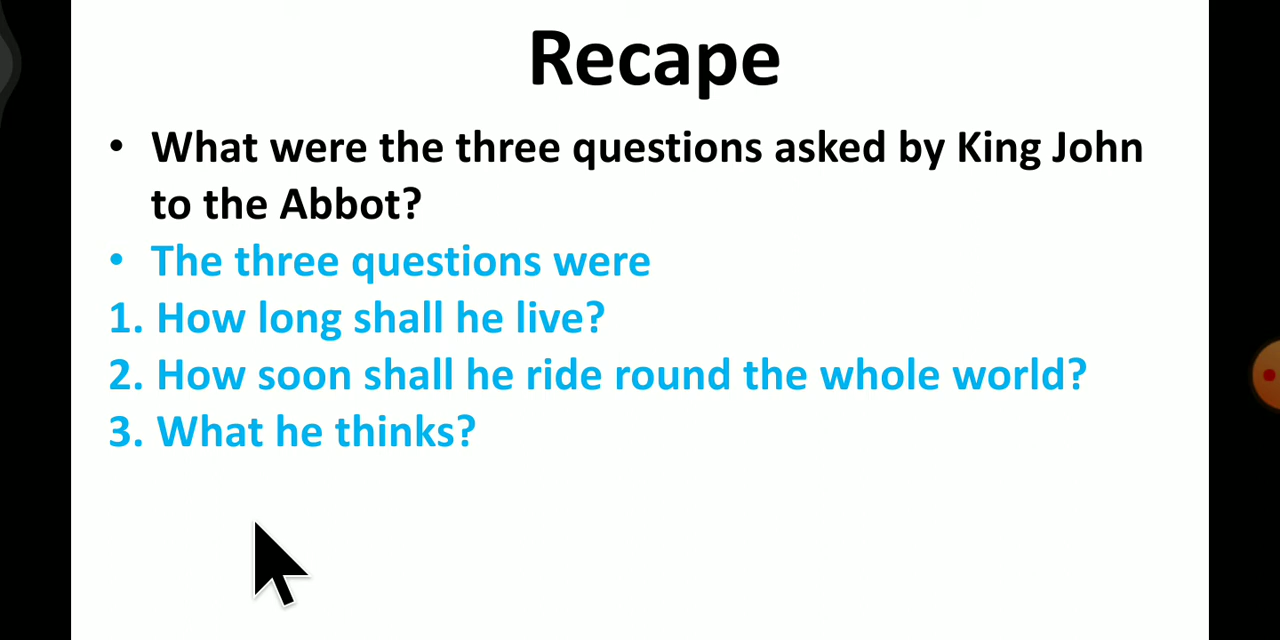 Recape
• What were the three questions asked by King John
to the Abbot?
• The three questions were
1. How long shall he live?
2. How soon shall he ride round the whole world?
3. What he thinks?